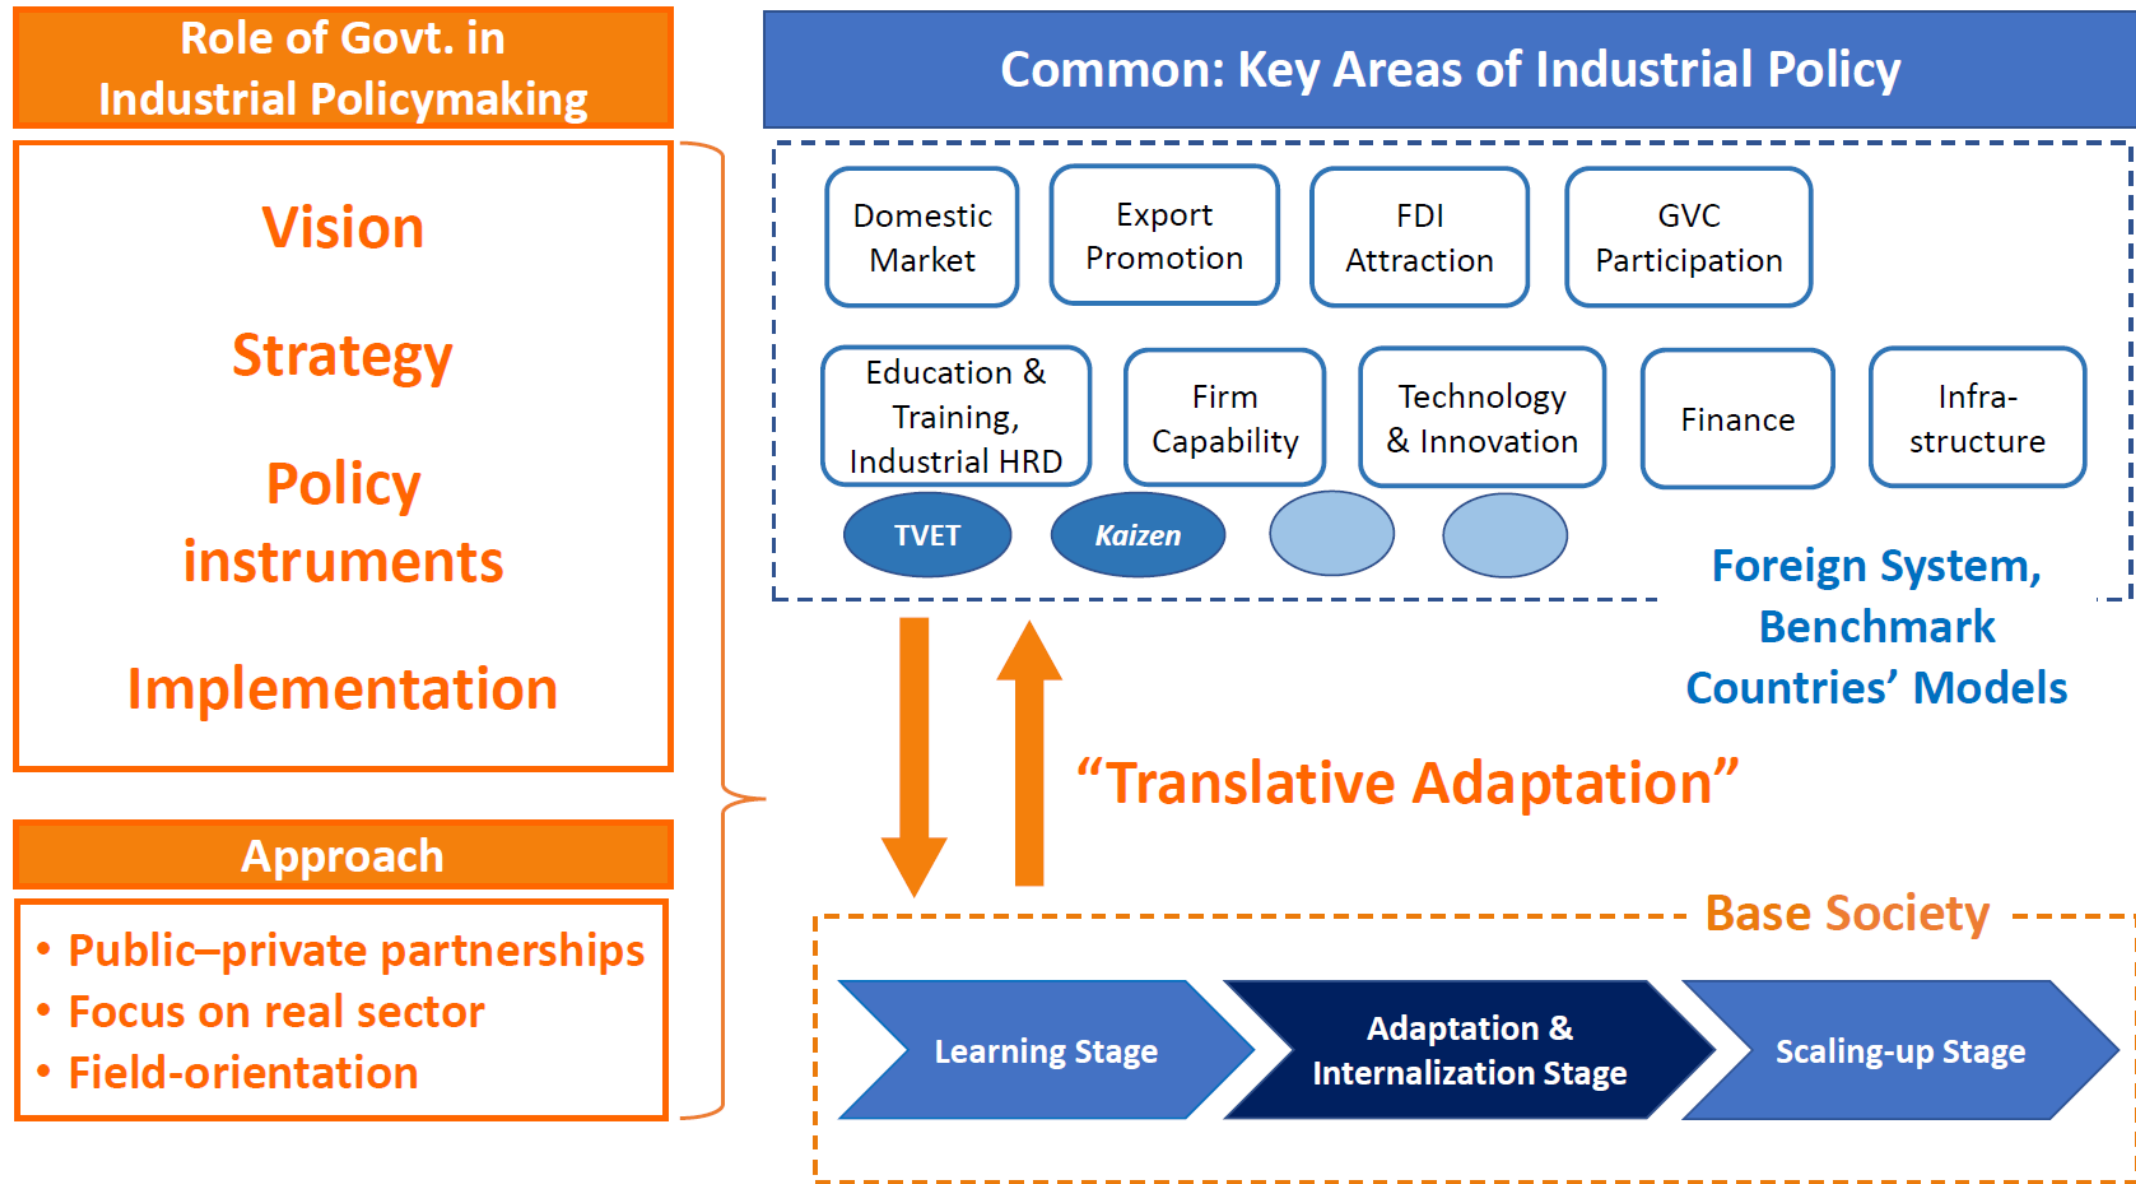 Role of Govt. in
Industrial Policymaking
Vision
Strategy
Policy
instruments
Implementation
Approach
• Public–private partnerships
• Focus on real sector
• Field-orientation
Common: Key Areas of Industrial Policy
Domestic
Market
Export
Promotion
FDI
Attraction
GVC
Participation
Education &
Training,
Industrial HRD
Firm
Capability
Technology
& Innovation
Finance
Infra-
structure
TVET
Kaizen
Foreign System,
Benchmark
Countries’ Models
“Translative Adaptation”
Base Society
Learning Stage
Adaptation &
Internalization Stage
Scaling-up Stage